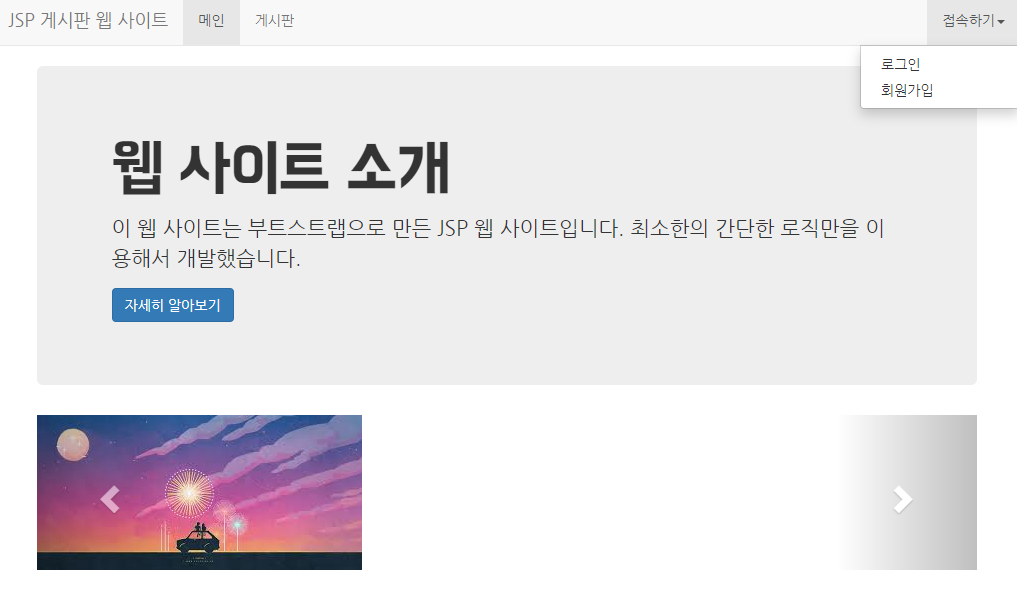 JSP 게시판 웹 사이트 메인 게시판 접속하기
로그인
회원가입
웹 사이트 소개
이 웹 사이트는 부트스트랩으로 만든 JSP 웹 사이트입니다. 최소한의 간단한 로직만을 이
용해서 개발했습니다.
자세히 알아보기